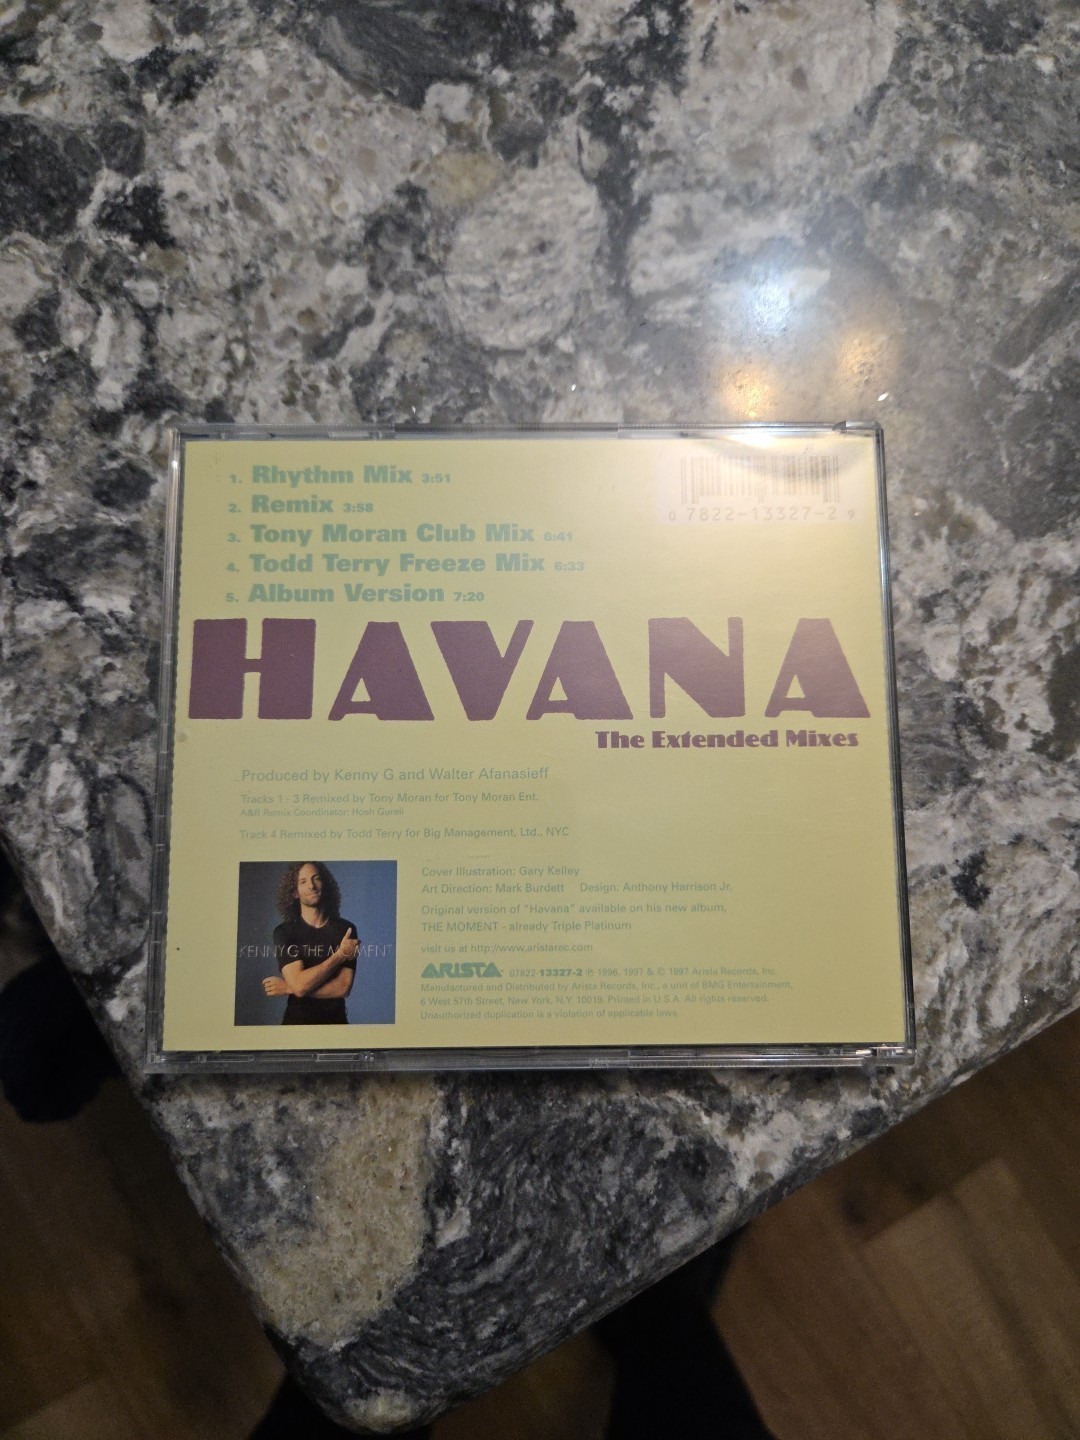 1. Rhythm Mix 3:51
2. Remix 3:58
3. Tony Moran Club Mix 8:41
4. Todd Terry Freeze Mix 6:33
5. Album Version 7:20
0 7822-13327-2 9
HAVANA
The Extended Mixes
Produced by Kenny G and Walter Afanasieff
Tracks 1 - 3 Remixed by Tony Moran for Tony Moran Ent.
A&R Remix Coordinator: Hosh Gureli
Track 4 Remixed by Todd Terry for Big Management, Ltd., NYC
KENNY G THE MOMENT
Cover Illustration: Gary Kelley
Art Direction: Mark Burdett Design: Anthony Harrison Jr.
Original version of "Havana" available on his new album,
THE MOMENT - already Triple Platinum
visit us at http://www.aristarec.com
ARISTA 07822-13327-2 ℗ 1996, 1997 & © 1997 Arista Records, Inc.
Manufactured and Distributed by Arista Records, Inc., a unit of BMG Entertainment,
6 West 57th Street, New York, N.Y. 10019. Printed in U.S.A. All rights reserved.
Unauthorized duplication is a violation of applicable laws.